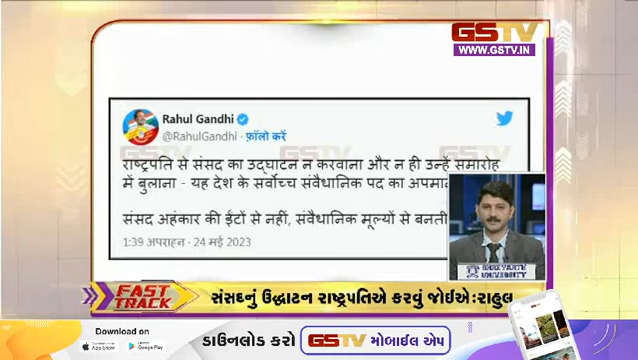 GSTV
WWW.GSTV.IN
Rahul Gandhi
@RahulGandhi · फ़ॉलो करें
राष्ट्रपति से संसद का उद्घाटन न करवाना और न ही उन्हें समारोह
में बुलाना - यह देश के सर्वोच्च संवैधानिक पद का
संसद अहंकार की ईंटों से नहीं, संवैधानिक मूल्यों से
1:39 अपराह्न · 24 मई 2023
SHREYARTH
UNIVERSITY
FAST
TRACK
સંસદનું ઉદ્ધાટન રાષ્ટ્રપતિએ કરવું જોઈએ:રાહુલ
Download on
App Store
Google Play
ડાઉનલોડ કરો GSTV મોબાઈલ એપ